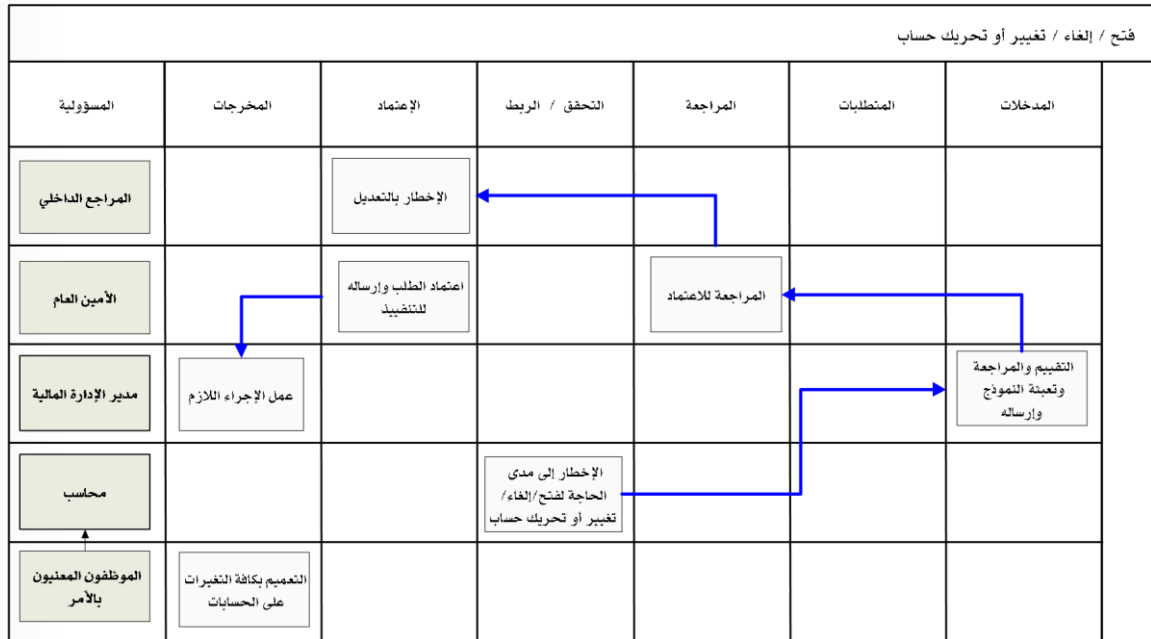 فتح / إلغاء / تغيير أو تحريك حساب
المدخلات
المتطلبات
المراجعة
التحقق / الربط
الإعتماد
المخرجات
المسؤولية
الإخطار بالتعديل
المراجع الداخلي
المراجعة للاعتماد
اعتماد الطلب وإرساله
للتنفييذ
الأمين العام
التقييم والمراجعة
وتعبئة النموذج
وإرساله
عمل الإجراء اللازم
مدير الإدارة المالية
الإخطار إلى مدى
الحاجة لفتح/إلغاء/
تغيير أو تحريك حساب
محاسب
التعميم بكافة التغيرات
على الحسابات
الموظفون المعنيون
بالأمر